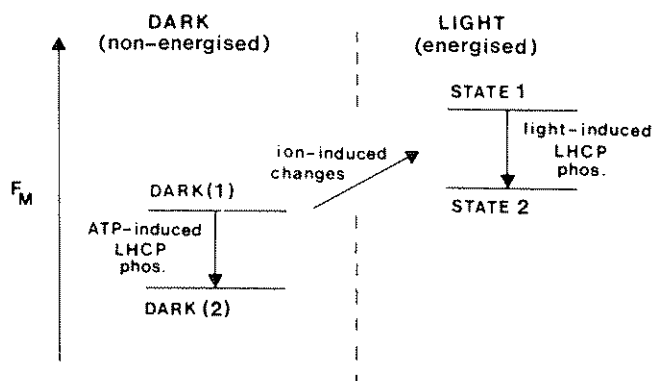 DARK
(non-energised)
LIGHT
(energised)
STATE 1
light-induced
LHCP
phos.
ion-induced
changes
STATE 2
F_M
DARK(1)
ATP-induced
LHCP
phos.
DARK(2)